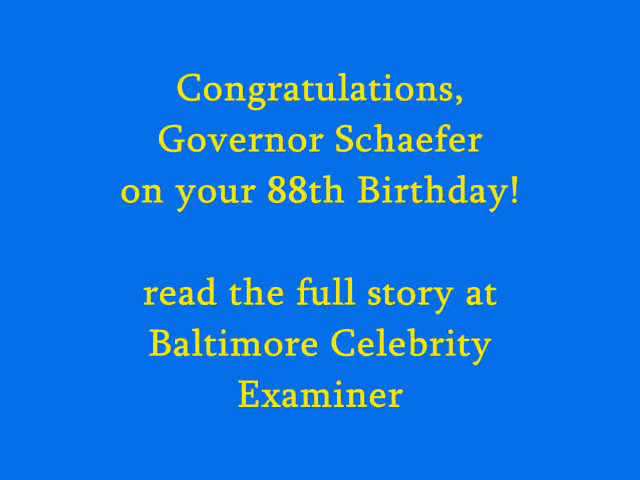 Congratulations,
Governor Schaefer
on your 88th Birthday!
read the full story at
Baltimore Celebrity
Examiner